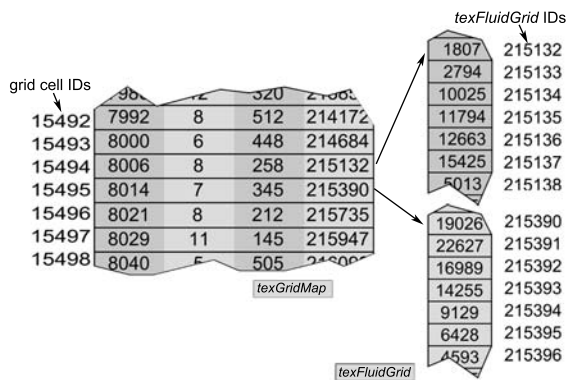 texFluidGrid IDs
grid cell IDs
15492 7992 8 512 214172
15493 8000 6 448 214684
15494 8006 8 258 215132
15495 8014 7 345 215390
15496 8021 8 212 215735
15497 8029 11 145 215947
15498 8040 505
texGridMap
1807 215132
2794 215133
10025 215134
11794 215135
12663 215136
15425 215137
5013 215138
19026 215390
22627 215391
16989 215392
14255 215393
9129 215394
6428 215395
4593 215396
texFluidGrid